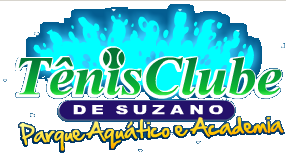 TênisClube
DE SUZANO
Parque Aquático e Academia